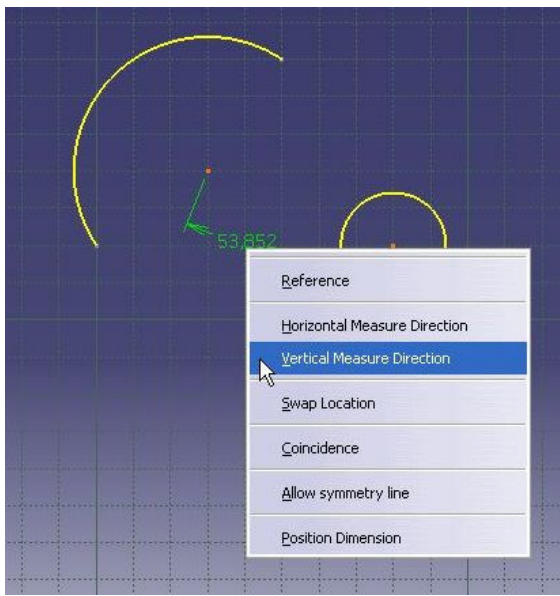 53,852
Reference
Horizontal Measure Direction
Vertical Measure Direction
Swap Location
Coincidence
Allow symmetry line
Position Dimension